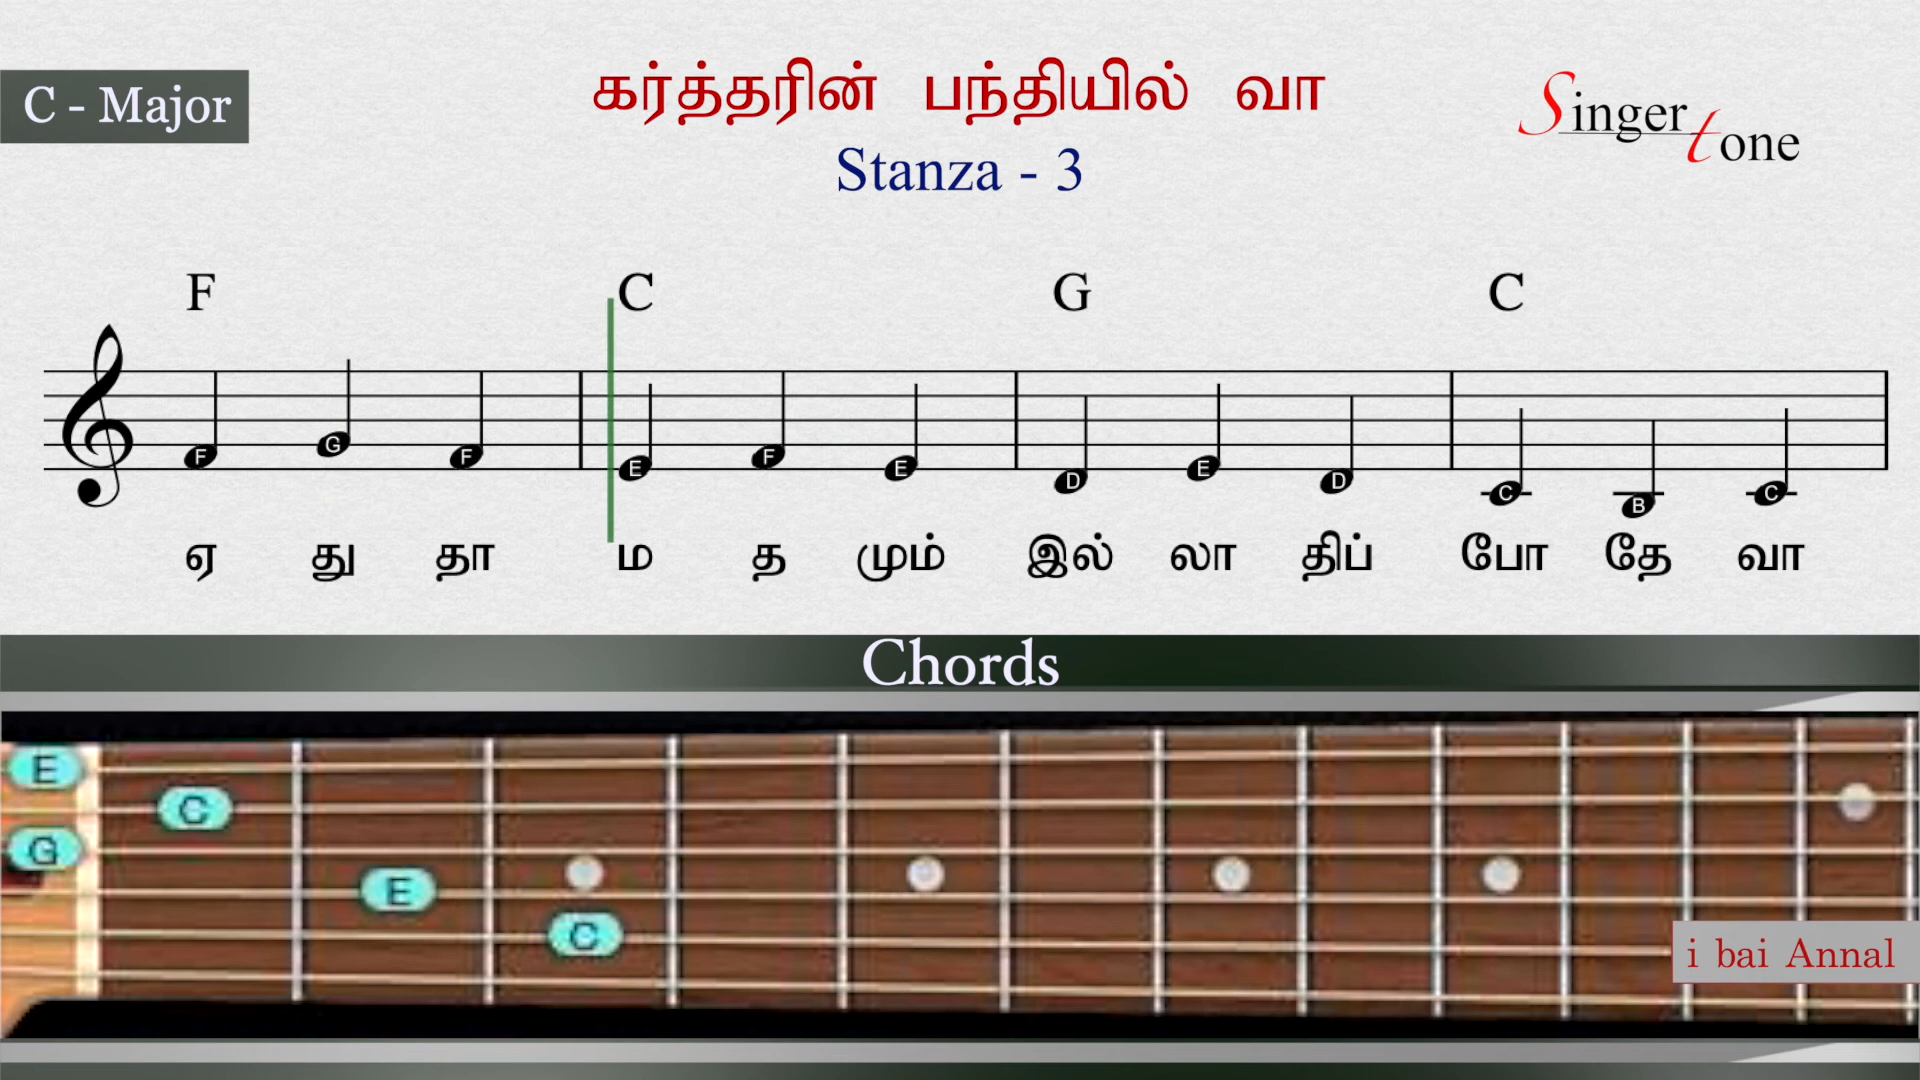 C - Major
கர்த்தரின் பந்தியில் வா
Singer tone
Stanza - 3
F C G C
F G F E F E D E D C B C
ஏ து தா ம த மும் இல் லா திப் போ தே வா
Chords
E
C
G
E
C
i bai Annal